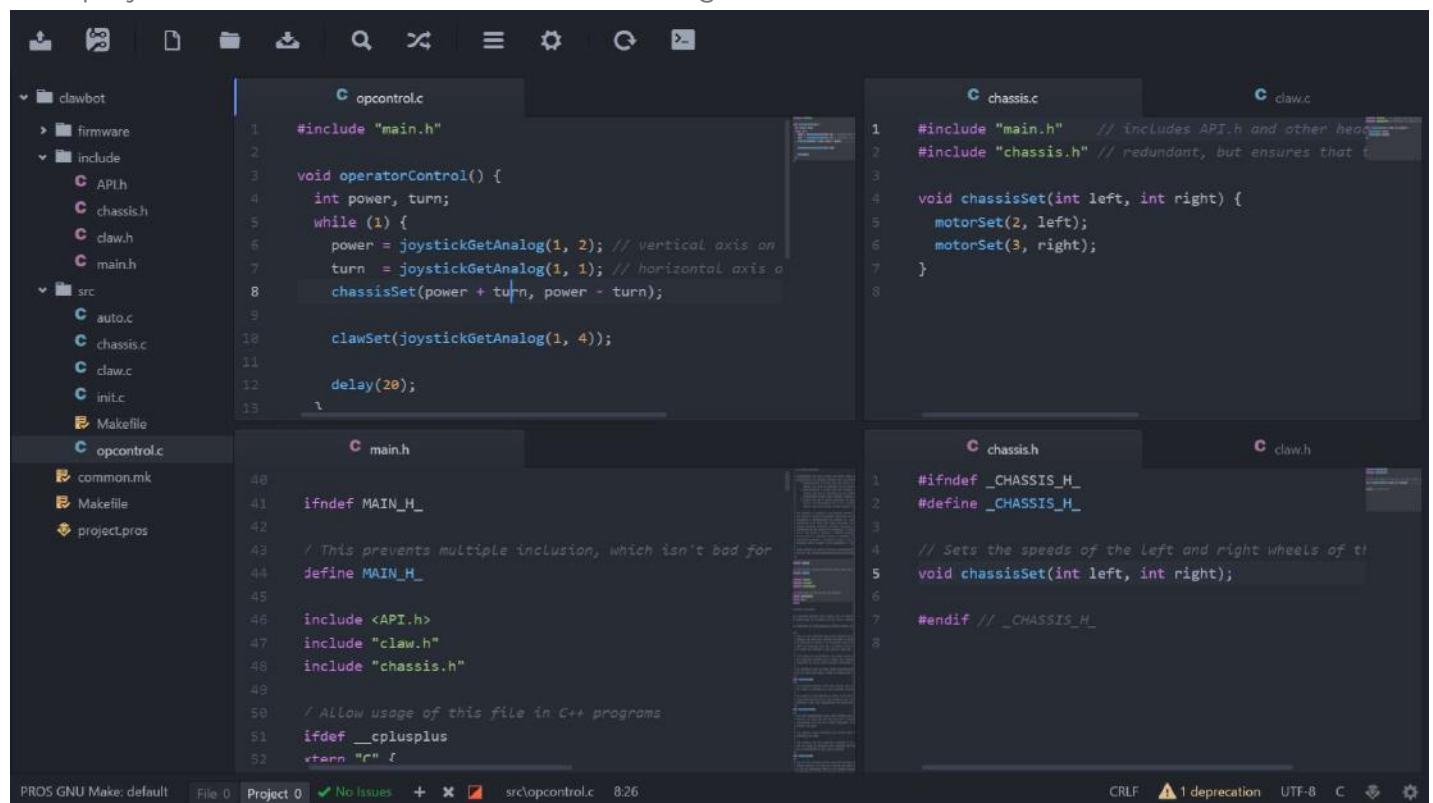 clawbot
firmware
include
API.h
chassis.h
claw.h
main.h
src
auto.c
chassis.c
claw.c
init.c
Makefile
opcontrol.c
common.mk
Makefile
project.pros
opcontrol.c
1 #include "main.h"
2
3 void operatorControl() {
4 int power, turn;
5 while (1) {
6 power = joystickGetAnalog(1, 2); // vertical axis on
7 turn = joystickGetAnalog(1, 1); // horizontal axis o
8 chassisSet(power + turn, power - turn);
9
10 clawSet(joystickGetAnalog(1, 4));
11
12 delay(20);
13 }
chassis.c claw.c
1 #include "main.h" // includes API.h and other head
2 #include "chassis.h" // redundant, but ensures that t
3
4 void chassisSet(int left, int right) {
5 motorSet(2, left);
6 motorSet(3, right);
7 }
8
main.h
40
41 ifndef MAIN_H_
42
43 / This prevents multiple inclusion, which isn't bad for
44 define MAIN_H_
45
46 include <API.h>
47 include "claw.h"
48 include "chassis.h"
49
50 / Allow usage of this file in C++ programs
51 ifdef __cplusplus
52 xtern "C" {
chassis.h claw.h
1 #ifndef _CHASSIS_H_
2 #define _CHASSIS_H_
3
4 // Sets the speeds of the left and right wheels of th
5 void chassisSet(int left, int right);
6
7 #endif // _CHASSIS_H_
8
PROS GNU Make: default File 0 Project 0 No Issues src\opcontrol.c 8:26 CRLF 1 deprecation UTF-8 C